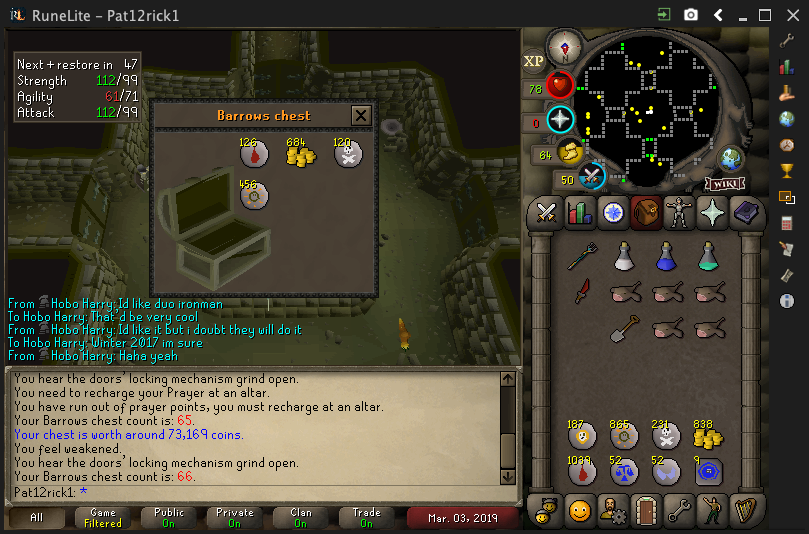 RuneLite - Pat12rick1
Next + restore in 47
Strength 112/99
Agility 61/71
Attack 112/99
Barrows chest
126
684
120
456
XP
N
78
0
64
50
WIKI
From Hobo Harry: Id like duo ironman
To Hobo Harry: That'd be very cool
From Hobo Harry: Id like it but i doubt they will do it
To Hobo Harry: Winter 2017 im sure
From Hobo Harry: Haha yeah
You hear the doors' locking mechanism grind open.
You need to recharge your Prayer at an altar.
You have run out of prayer points, you must recharge at an altar.
Your Barrows chest count is: 65.
Your chest is worth around 73,169 coins.
You feel weakened.
You hear the doors' locking mechanism grind open.
Your Barrows chest count is: 66.
Pat12rick1: *
187
865
231
838
1039
52
52
9
All
Game
Filtered
Public
On
Private
On
Clan
On
Trade
On
Mar. 03, 2019